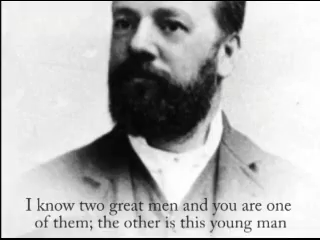 I know two great men and you are one
of them; the other is this young man